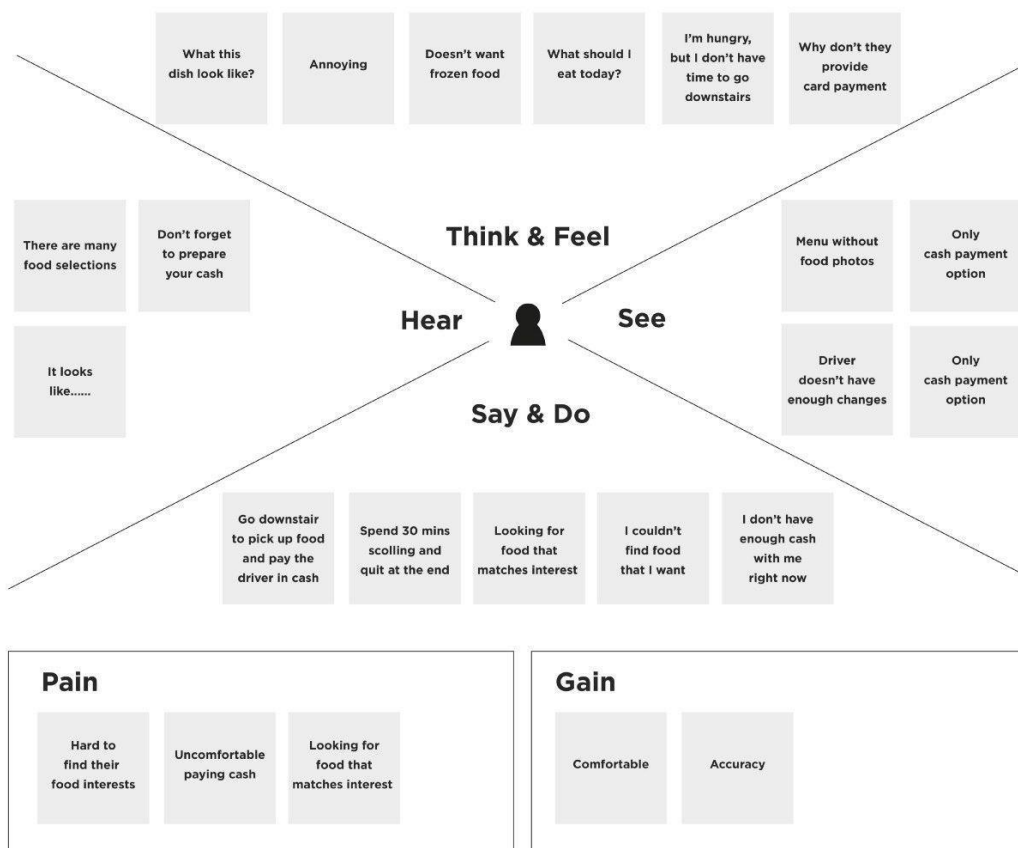 What this
dish look like?
Annoying
Doesn't want
frozen food
What should I
eat today?
I'm hungry,
but I don't have
time to go
downstairs
Why don't they
provide
card payment
Think & Feel
There are many
food selections
Don't forget
to prepare
your cash
It looks
like......
Hear
See
Menu without
food photos
Only
cash payment
option
Driver
doesn't have
enough changes
Only
cash payment
option
Say & Do
Go downstair
to pick up food
and pay the
driver in cash
Spend 30 mins
scolling and
quit at the end
Looking for
food that
matches interest
I couldn't
find food
that I want
I don't have
enough cash
with me
right now
Pain
Hard to
find their
food interests
Uncomfortable
paying cash
Looking for
food that
matches interest
Gain
Comfortable
Accuracy